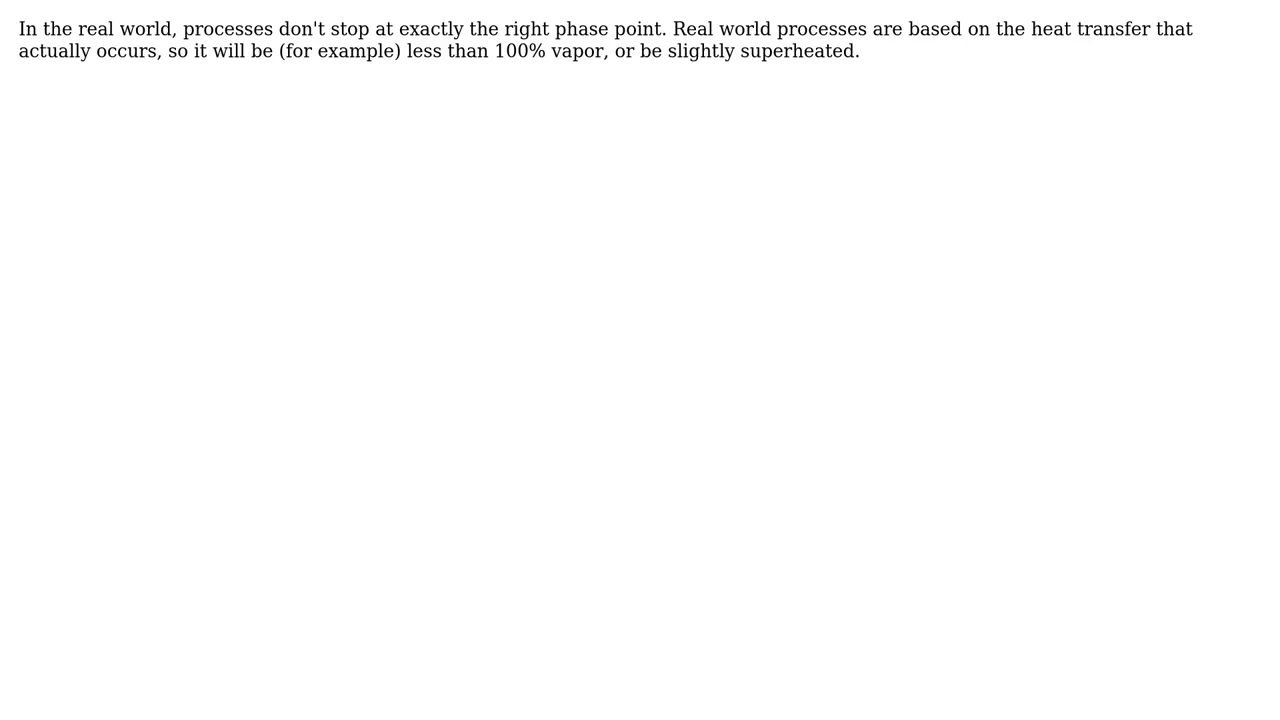 In the real world, processes don't stop at exactly the right phase point. Real world processes are based on the heat transfer that
actually occurs, so it will be (for example) less than 100% vapor, or be slightly superheated.